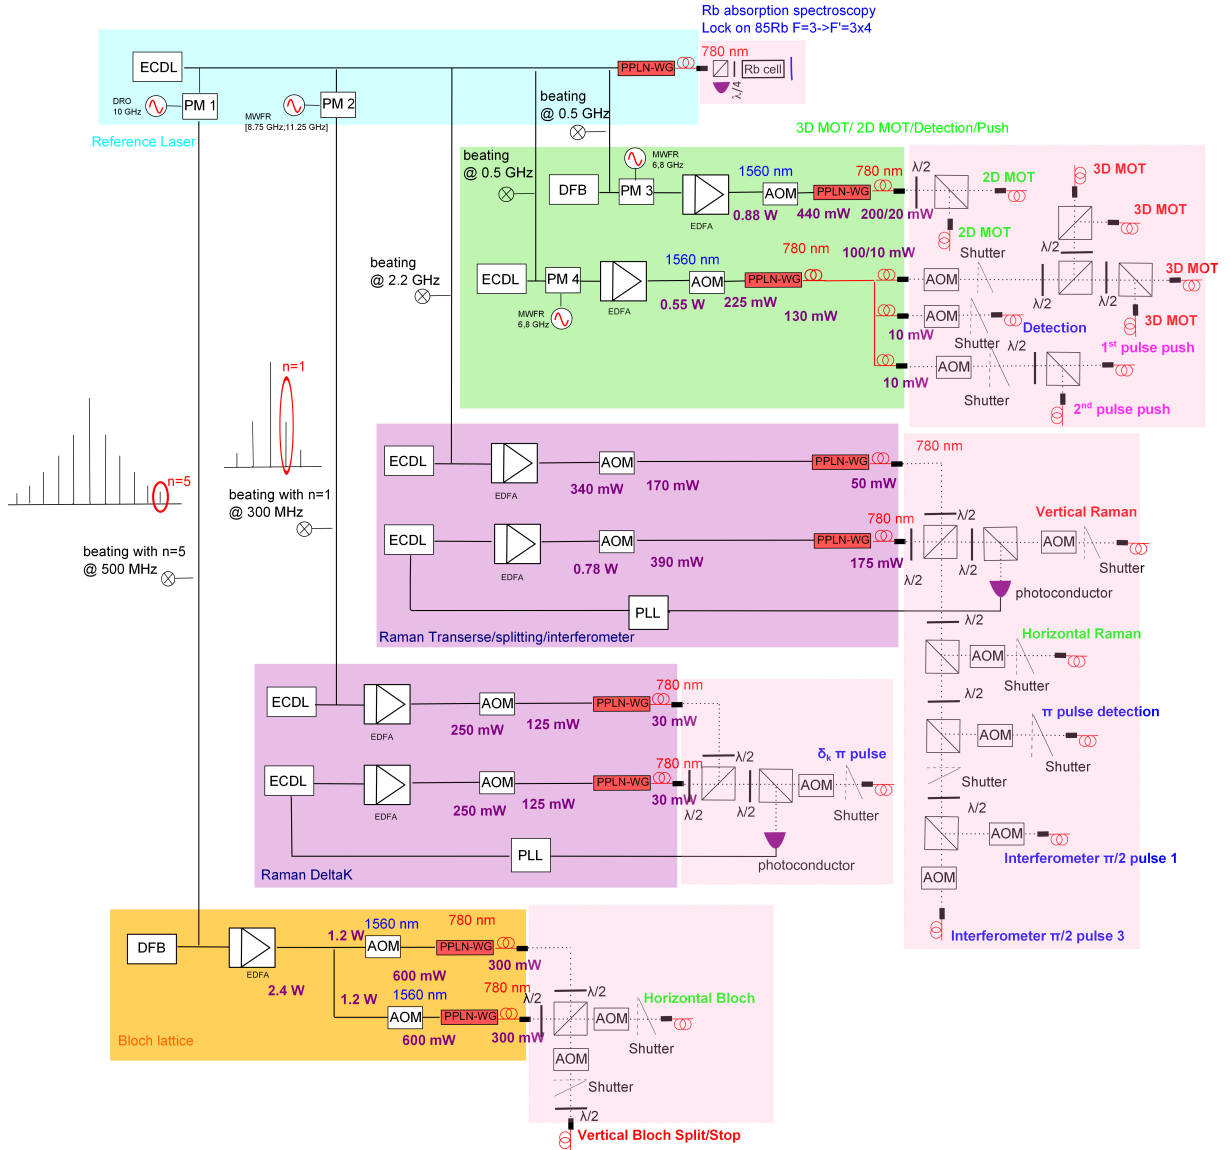 Rb absorption spectroscopy
Lock on 85Rb F=3->F'=3x4
780 nm
ECDL
PPLN-WG
Rb cell
λ/4
DRO
10 GHz
PM 1
MWFR
[8.75 GHz;11.25 GHz]
PM 2
Reference Laser
beating
@ 0.5 GHz
3D MOT/ 2D MOT/Detection/Push
beating
@ 0.5 GHz
MWFR
6,8 GHz
DFB
PM 3
EDFA
1560 nm
AOM
0.88 W
440 mW
PPLN-WG
780 nm
200/20 mW
λ/2
2D MOT
2D MOT
3D MOT
3D MOT
λ/2
beating
@ 2.2 GHz
ECDL
PM 4
MWFR
6,8 GHz
EDFA
1560 nm
AOM
0.55 W
225 mW
PPLN-WG
780 nm
130 mW
100/10 mW
AOM
Shutter
λ/2
λ/2
3D MOT
3D MOT
10 mW
AOM
Shutter
Detection
10 mW
AOM
Shutter
λ/2
1st pulse push
2nd pulse push
n=1
n=5
beating with n=1
@ 300 MHz
beating with n=5
@ 500 MHz
ECDL
EDFA
AOM
340 mW
170 mW
PPLN-WG
50 mW
780 nm
ECDL
EDFA
AOM
0.78 W
390 mW
PPLN-WG
780 nm
175 mW
λ/2
λ/2
λ/2
AOM
Vertical Raman
Shutter
photoconductor
PLL
Raman Transerse/splitting/interferometer
λ/2
Horizontal Raman
AOM
Shutter
λ/2
π pulse detection
AOM
Shutter
Shutter
λ/2
AOM
Interferometer π/2 pulse 1
AOM
Interferometer π/2 pulse 3
ECDL
EDFA
AOM
250 mW
125 mW
PPLN-WG
780 nm
30 mW
ECDL
EDFA
AOM
250 mW
125 mW
PPLN-WG
780 nm
30 mW
λ/2
λ/2
λ/2
δk π pulse
AOM
Shutter
photoconductor
PLL
Raman DeltaK
DFB
EDFA
2.4 W
1.2 W
1560 nm
AOM
600 mW
780 nm
PPLN-WG
300 mW
1.2 W
1560 nm
AOM
600 mW
780 nm
PPLN-WG
300 mW
λ/2
λ/2
Horizontal Bloch
AOM
Shutter
AOM
Shutter
λ/2
Bloch lattice
Vertical Bloch Split/Stop